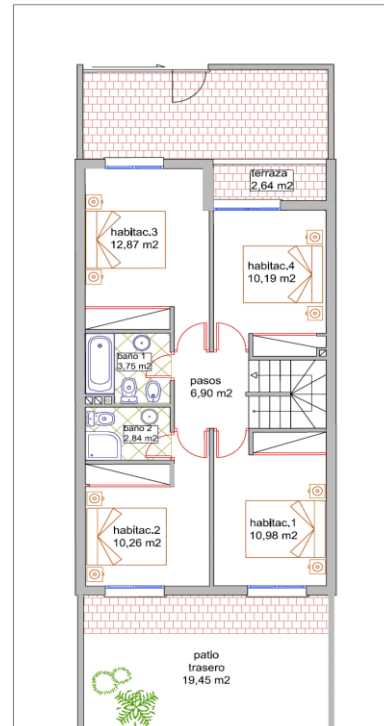 terraza
2,64 m2
habitac.3
12,87 m2
habitac.4
10,19 m2
baño 1
3,75 m2
pasos
6,90 m2
baño 2
2,84 m2
habitac.2
10,26 m2
habitac.1
10,98 m2
patio
trasero
19,45 m2